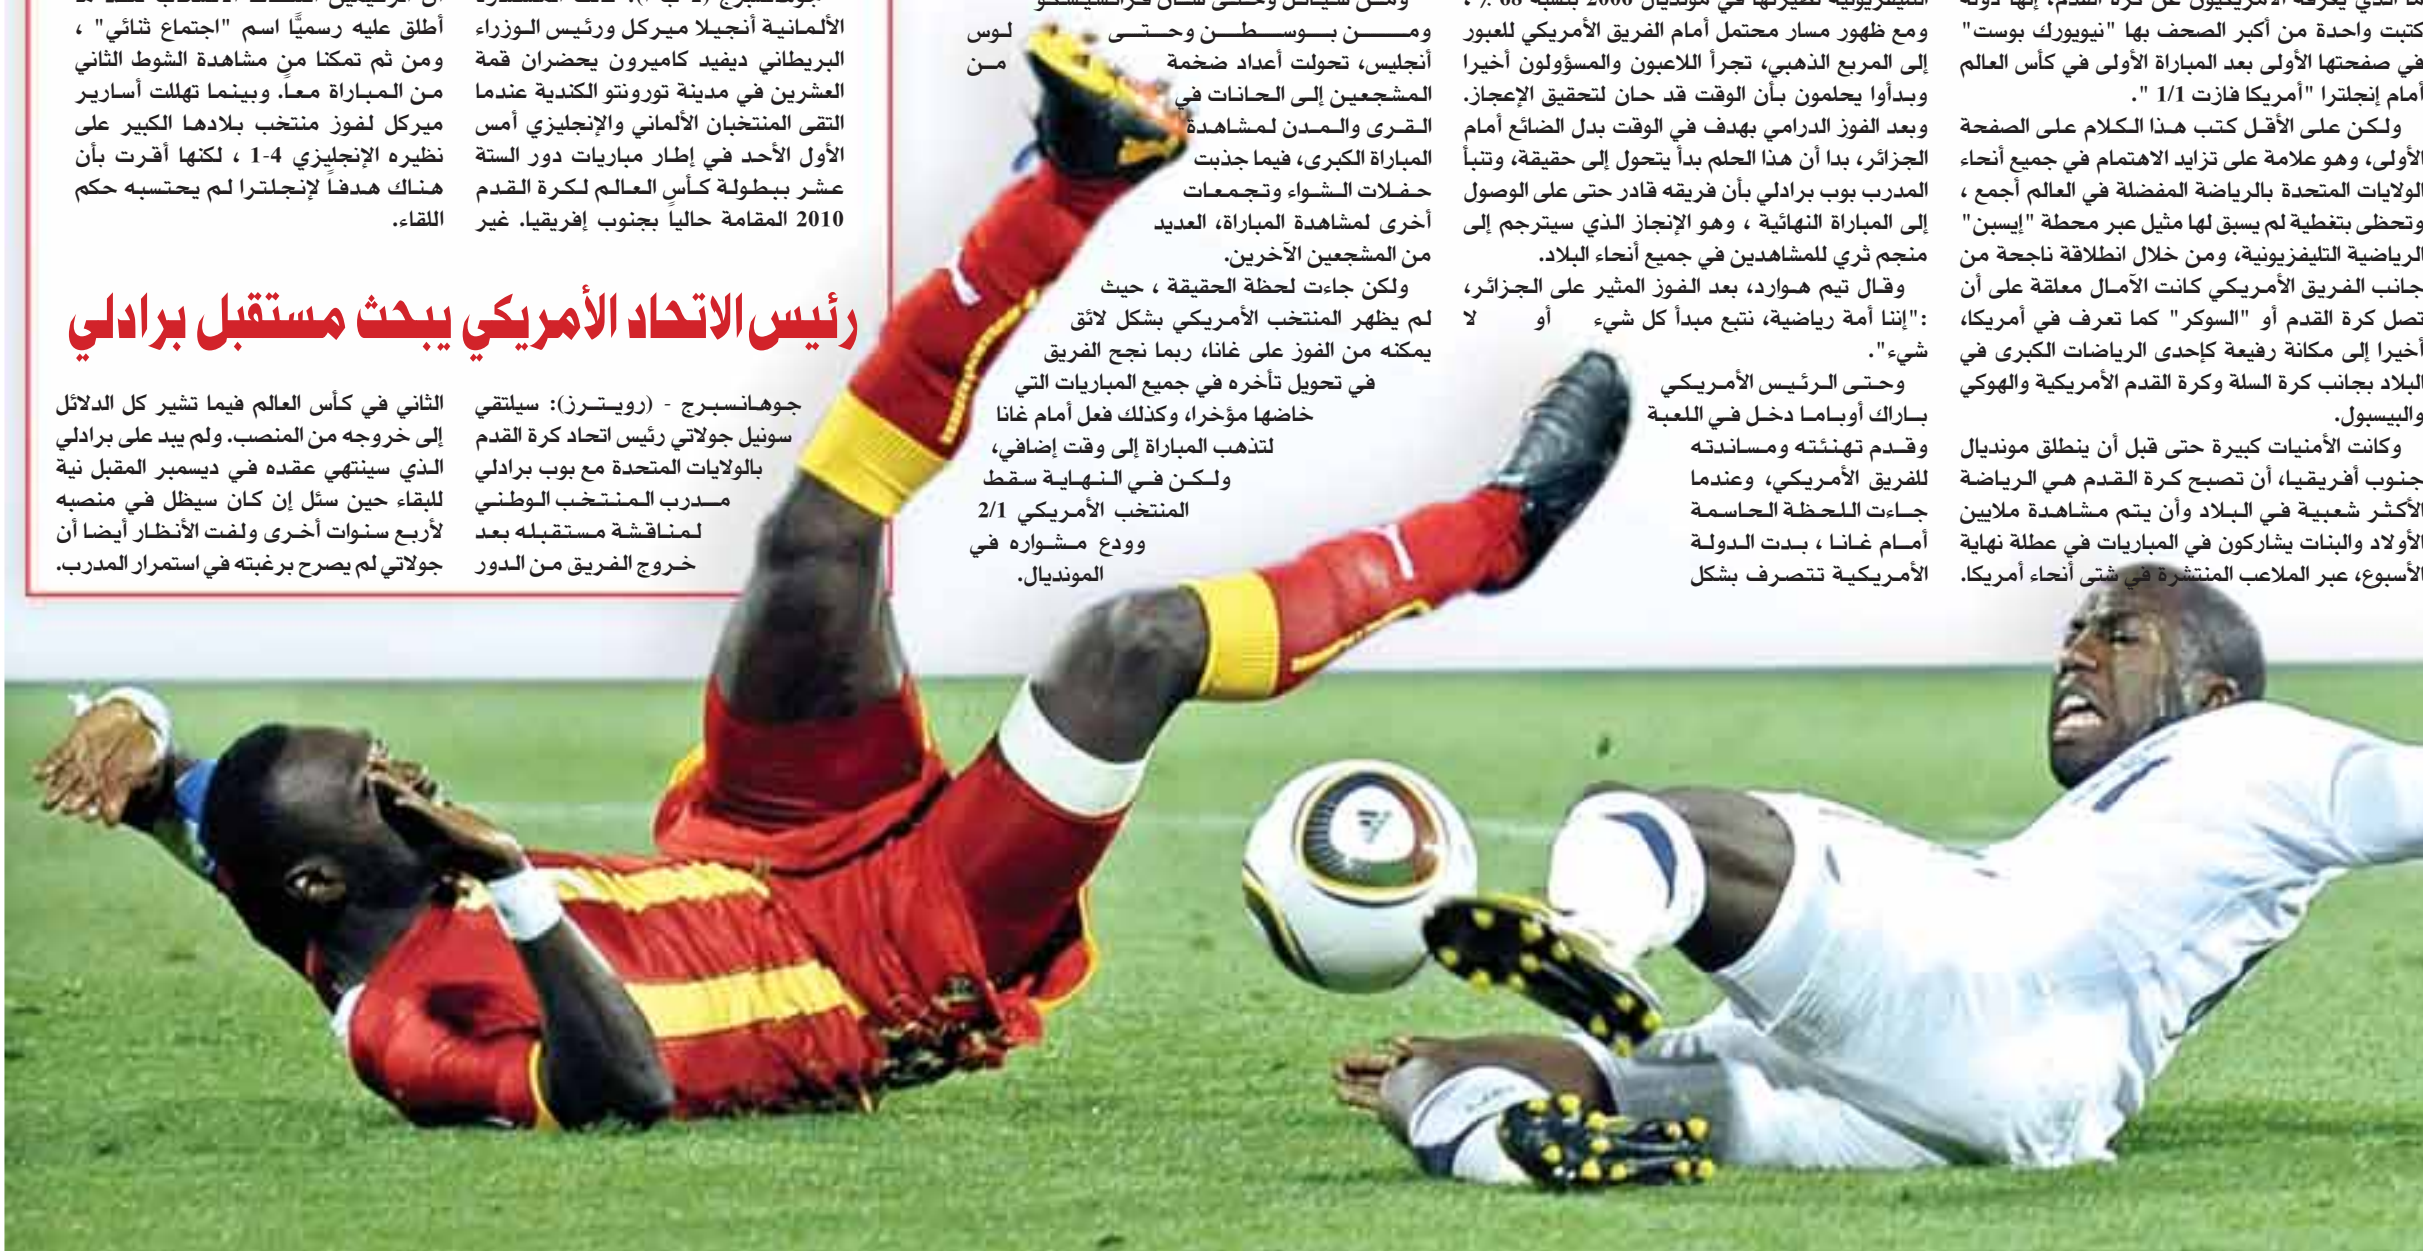 ما الذي يعرفه الأمريكيون عن كرة القدم، إنها دولة
كتبت واحدة من أكبر الصحف بها "نيويورك بوست"
في صفحتها الأولى بعد المباراة الأولى في كأس العالم
أمام إنجلترا "أمريكا فازت 1/1 ".
ولكن على الأقل كتب هذا الكلام على الصفحة
الأولى، وهو علامة على تزايد الاهتمام في جميع أنحاء
الولايات المتحدة بالرياضة المفضلة في العالم أجمع ،
وتحظى بتغطية لم يسبق لها مثيل عبر محطة "إيسبن"
الرياضية التليفزيونية، ومن خلال انطلاقة ناجحة من
جانب الفريق الأمريكي كانت الآمال معلقة على أن
تصل كرة القدم أو "السوكر" كما تعرف في أمريكا،
أخيرا إلى مكانة رفيعة كإحدى الرياضات الكبرى في
البلاد بجانب كرة السلة وكرة القدم الأمريكية والهوكي
والبيسبول.
وكانت الأمنيات كبيرة حتى قبل أن ينطلق مونديال
جنوب أفريقيا، أن تصبح كرة القدم هي الرياضة
الأكثر شعبية في البلاد وأن يتم مشاهدة ملايين
الأولاد والبنات يشاركون في المباريات في عطلة نهاية
الأسبوع، عبر الملاعب المنتشرة في شتى أنحاء أمريكا.
التليفزيونية لنظيرتها في مونديال 2006 بنسبة 68 % ،
ومع ظهور مسار محتمل أمام الفريق الأمريكي للعبور
إلى المربع الذهبي، تجرأ اللاعبون والمسؤولون أخيرا
وبدأوا يحلمون بأن الوقت قد حان لتحقيق الإعجاز.
وبعد الفوز الدرامي بهدف في الوقت بدل الضائع أمام
الجزائر، بدا أن هذا الحلم بدأ يتحول إلى حقيقة، وتنبأ
المدرب بوب برادلي بأن فريقه قادر حتى على الوصول
إلى المباراة النهائية ، وهو الإنجاز الذي سيترجم إلى
منجم ثري للمشاهدين في جميع أنحاء البلاد.
وقال تيم هوارد، بعد الفوز المثير على الجزائر،
:"إننا أمة رياضية، نتبع مبدأ كل شيء أو لا
شيء".
وحتى الرئيس الأمريكي
باراك أوباما دخل في اللعبة
وقدم تهنئته ومساندته
للفريق الأمريكي، وعندما
جاءت اللحظة الحاسمة
أمام غانا ، بدت الدولة
الأمريكية تتصرف بشكل
ومن سياتل وحتى سان فرانسيسكو
ومن بوسطن وحتى لوس
أنجليس، تحولت أعداد ضخمة من
المشجعين إلى الحانات في
القرى والمدن لمشاهدة
المباراة الكبرى، فيما جذبت
حفلات الشواء وتجمعات
أخرى لمشاهدة المباراة، العديد
من المشجعين الآخرين.
ولكن جاءت لحظة الحقيقة ، حيث
لم يظهر المنتخب الأمريكي بشكل لائق
يمكنه من الفوز على غانا، ربما نجح الفريق
في تحويل تأخره في جميع المباريات التي
خاضها مؤخرا، وكذلك فعل أمام غانا
لتذهب المباراة إلى وقت إضافي،
ولكن في النهاية سقط
المنتخب الأمريكي 2/1
وودع مشواره في
المونديال.
الألمانية أنجيلا ميركل ورئيس الوزراء
البريطاني ديفيد كاميرون يحضران قمة
العشرين في مدينة تورونتو الكندية عندما
التقى المنتخبان الألماني والإنجليزي أمس
الأول الأحد في إطار مباريات دور الستة
عشر ببطولة كأس العالم لكرة القدم
2010 المقامة حالياً بجنوب إفريقيا. غير
أطلق عليه رسميًّا اسم "اجتماع ثنائي" ،
ومن ثم تمكنا من مشاهدة الشوط الثاني
من المباراة معاً. وبينما تهللت أسارير
ميركل لفوز منتخب بلادها الكبير على
نظيره الإنجليزي 4-1 ، لكنها أقرت بأن
هناك هدفاً لإنجلترا لم يحتسبه حكم
اللقاء.
رئيس الاتحاد الأمريكي يبحث مستقبل برادلي
جوهانسبرج - (رويترز): سيلتقي
سونيل جولاتي رئيس اتحاد كرة القدم
بالولايات المتحدة مع بوب برادلي
مدرب المنتخب الوطني
لمناقشة مستقبله بعد
خروج الفريق من الدور
الثاني في كأس العالم فيما تشير كل الدلائل
إلى خروجه من المنصب. ولم يبد على برادلي
الذي سينتهي عقده في ديسمبر المقبل نية
للبقاء حين سئل إن كان سيظل في منصبه
لأربع سنوات أخرى ولفت الأنظار أيضا أن
جولاتي لم يصرح برغبته في استمرار المدرب.